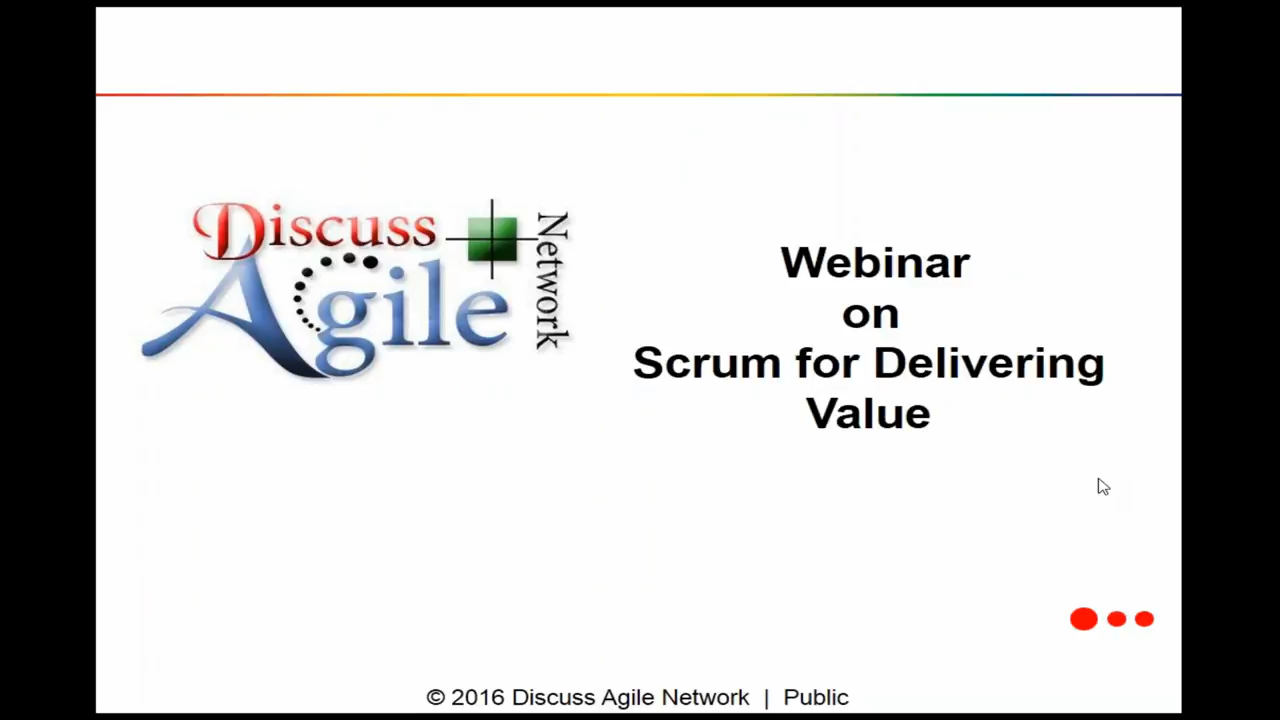 Discuss
Agile
Network
Webinar
on
Scrum for Delivering
Value
© 2016 Discuss Agile Network | Public